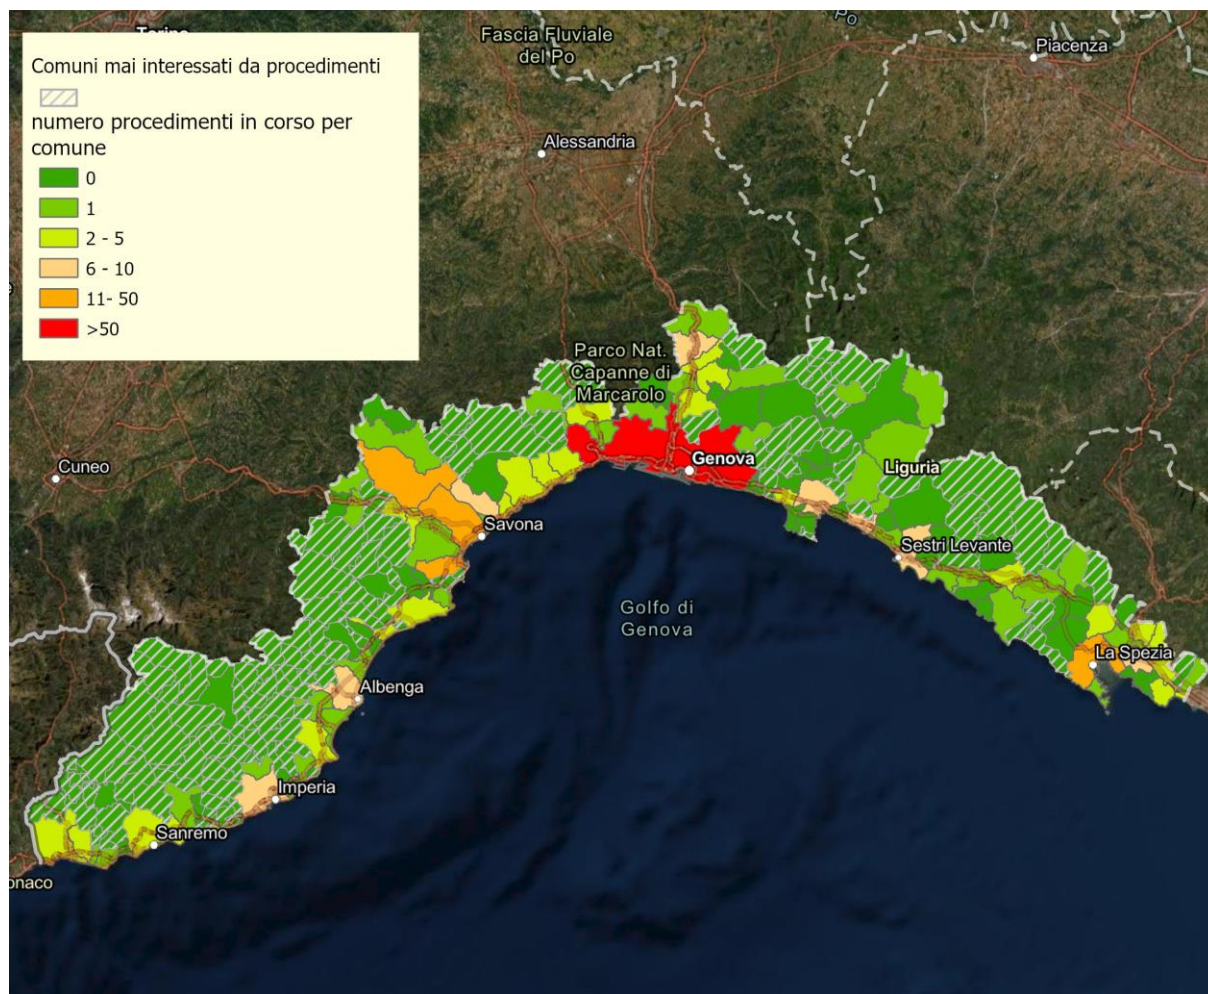 Comuni mai interessati da procedimenti
numero procedimenti in corso per
comune
0
1
2 - 5
6 - 10
11- 50
>50
Po
Fascia Fluviale
del Po
Piacenza
Alessandria
Parco Nat.
Capanne di
Marcarolo
Cuneo
Genova
Liguria
Savona
Sestri Levante
Golfo di
Genova
La Spezia
Albenga
Imperia
Sanremo
onaco